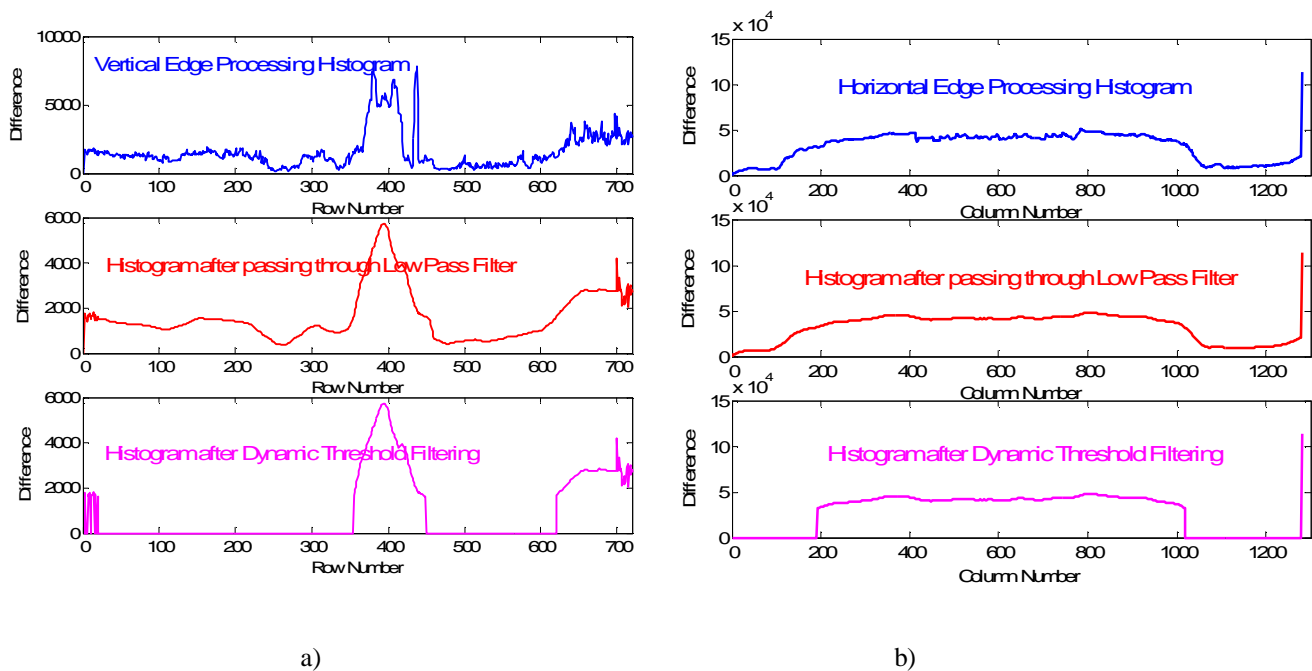 10000
5000
0
Difference
Vertical Edge Processing Histogram
0 100 200 300 400 500 600 700
Row Number
6000
4000
2000
0
Difference
Histogram after passing through Low Pass Filter
0 100 200 300 400 500 600 700
Row Number
6000
4000
2000
0
Difference
Histogram after Dynamic Threshold Filtering
0 100 200 300 400 500 600 700
Row Number
a)
x 10^4
15
10
5
0
Difference
Horizontal Edge Processing Histogram
0 200 400 600 800 1000 1200
Column Number
x 10^4
15
10
5
0
Difference
Histogram after passing through Low Pass Filter
0 200 400 600 800 1000 1200
Column Number
x 10^4
15
10
5
0
Difference
Histogram after Dynamic Threshold Filtering
0 200 400 600 800 1000 1200
Column Number
b)